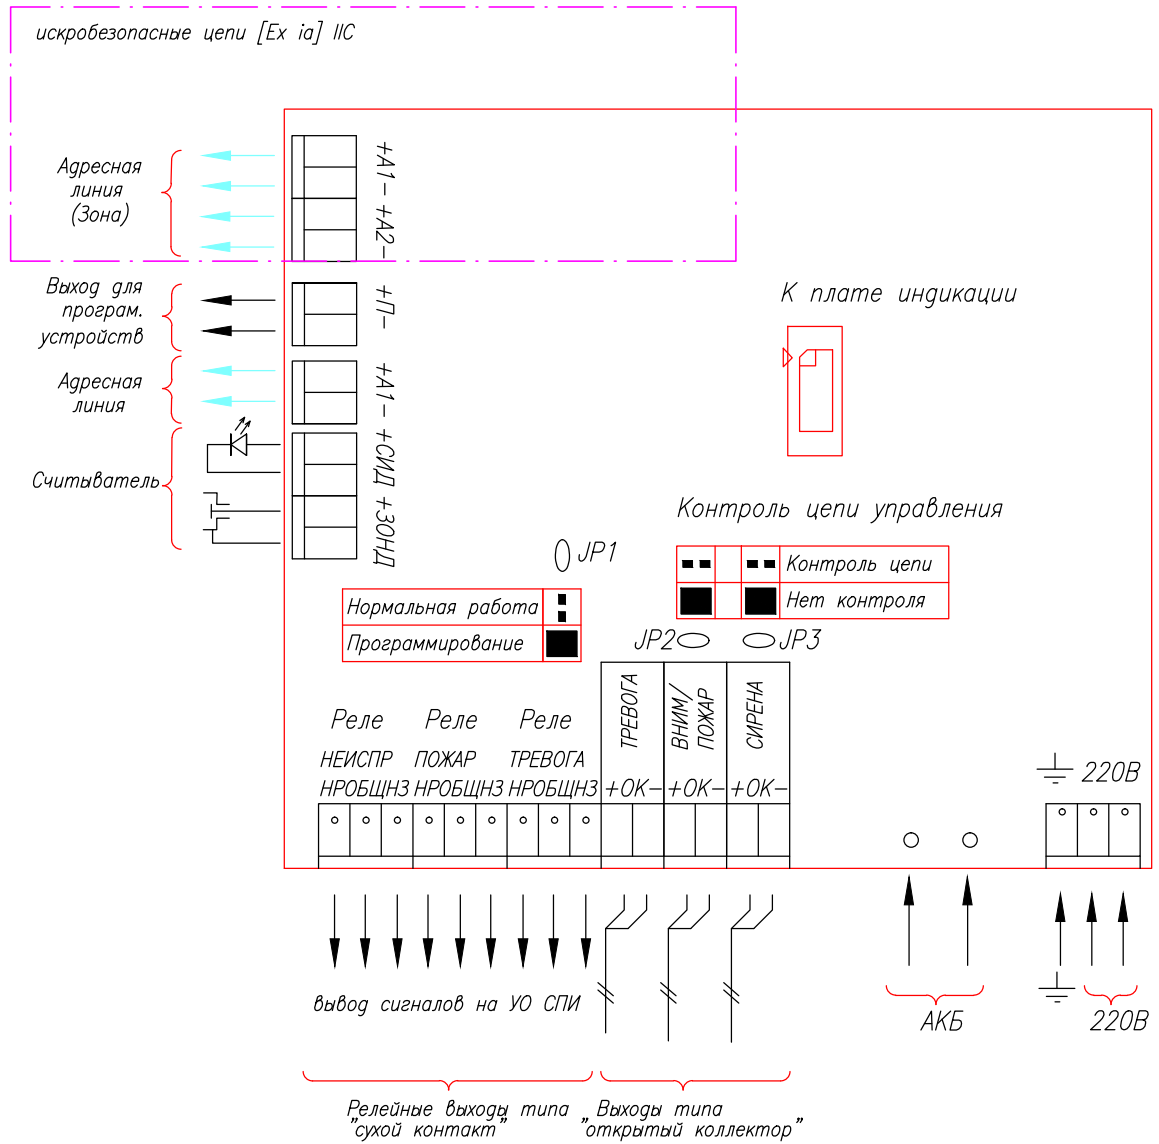 искробезопасные цепи [Ex ia] IIC
Адресная
линия
(Зона)
+А1- +А2-
Выход для
програм.
устройств
+П-
Адресная
линия
+А1-
Считыватель
+СИД +ЗОНД
К плате индикации
Контроль цепи управления
Контроль цепи
Нет контроля
JP1
Нормальная работа
Программирование
JP2
JP3
ТРЕВОГА
ВНИМ/
ПОЖАР
СИРЕНА
Реле Реле Реле
НЕИСПР ПОЖАР ТРЕВОГА
НРОБЩНЗ НРОБЩНЗ НРОБЩНЗ +ОК- +ОК- +ОК-
220В
вывод сигналов на УО СПИ
АКБ
220В
Релейные выходы типа
"сухой контакт"
Выходы типа
"открытый коллектор"